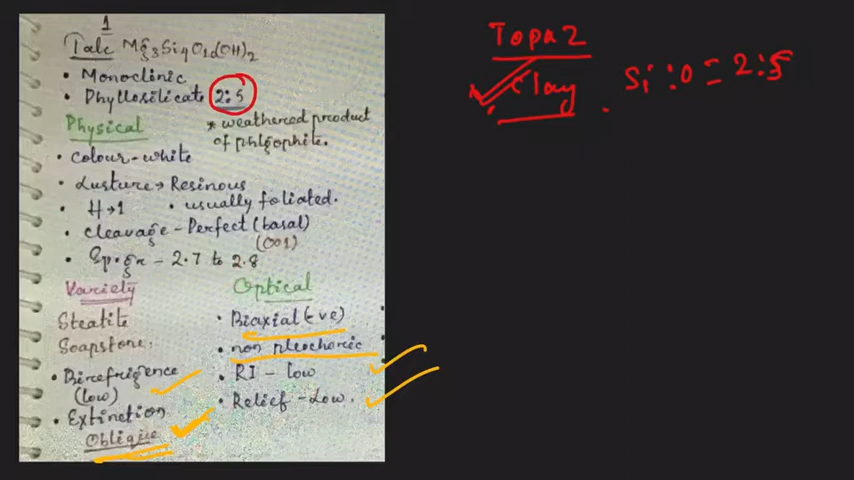 1
Talc Mg3Si4O10(OH)2
• Monoclinic
• Phyllosilicate 2:5
* weathered product
of phlgophite.
Physical
• colour - white
• Lusture → Resinous
• H → 1 • usually foliated.
• cleavage - Perfect (basal)
(001)
• Sp. gr - 2.7 to 2.8
Variety
Steatite
Soapstone.
• Birefrigence
(low)
• Extinction
Oblique
Optical
• Biaxial (-ve)
• non pleochoric
• RI - low
• Relief - Low.
Topaz
Clay
Si:O = 2:5